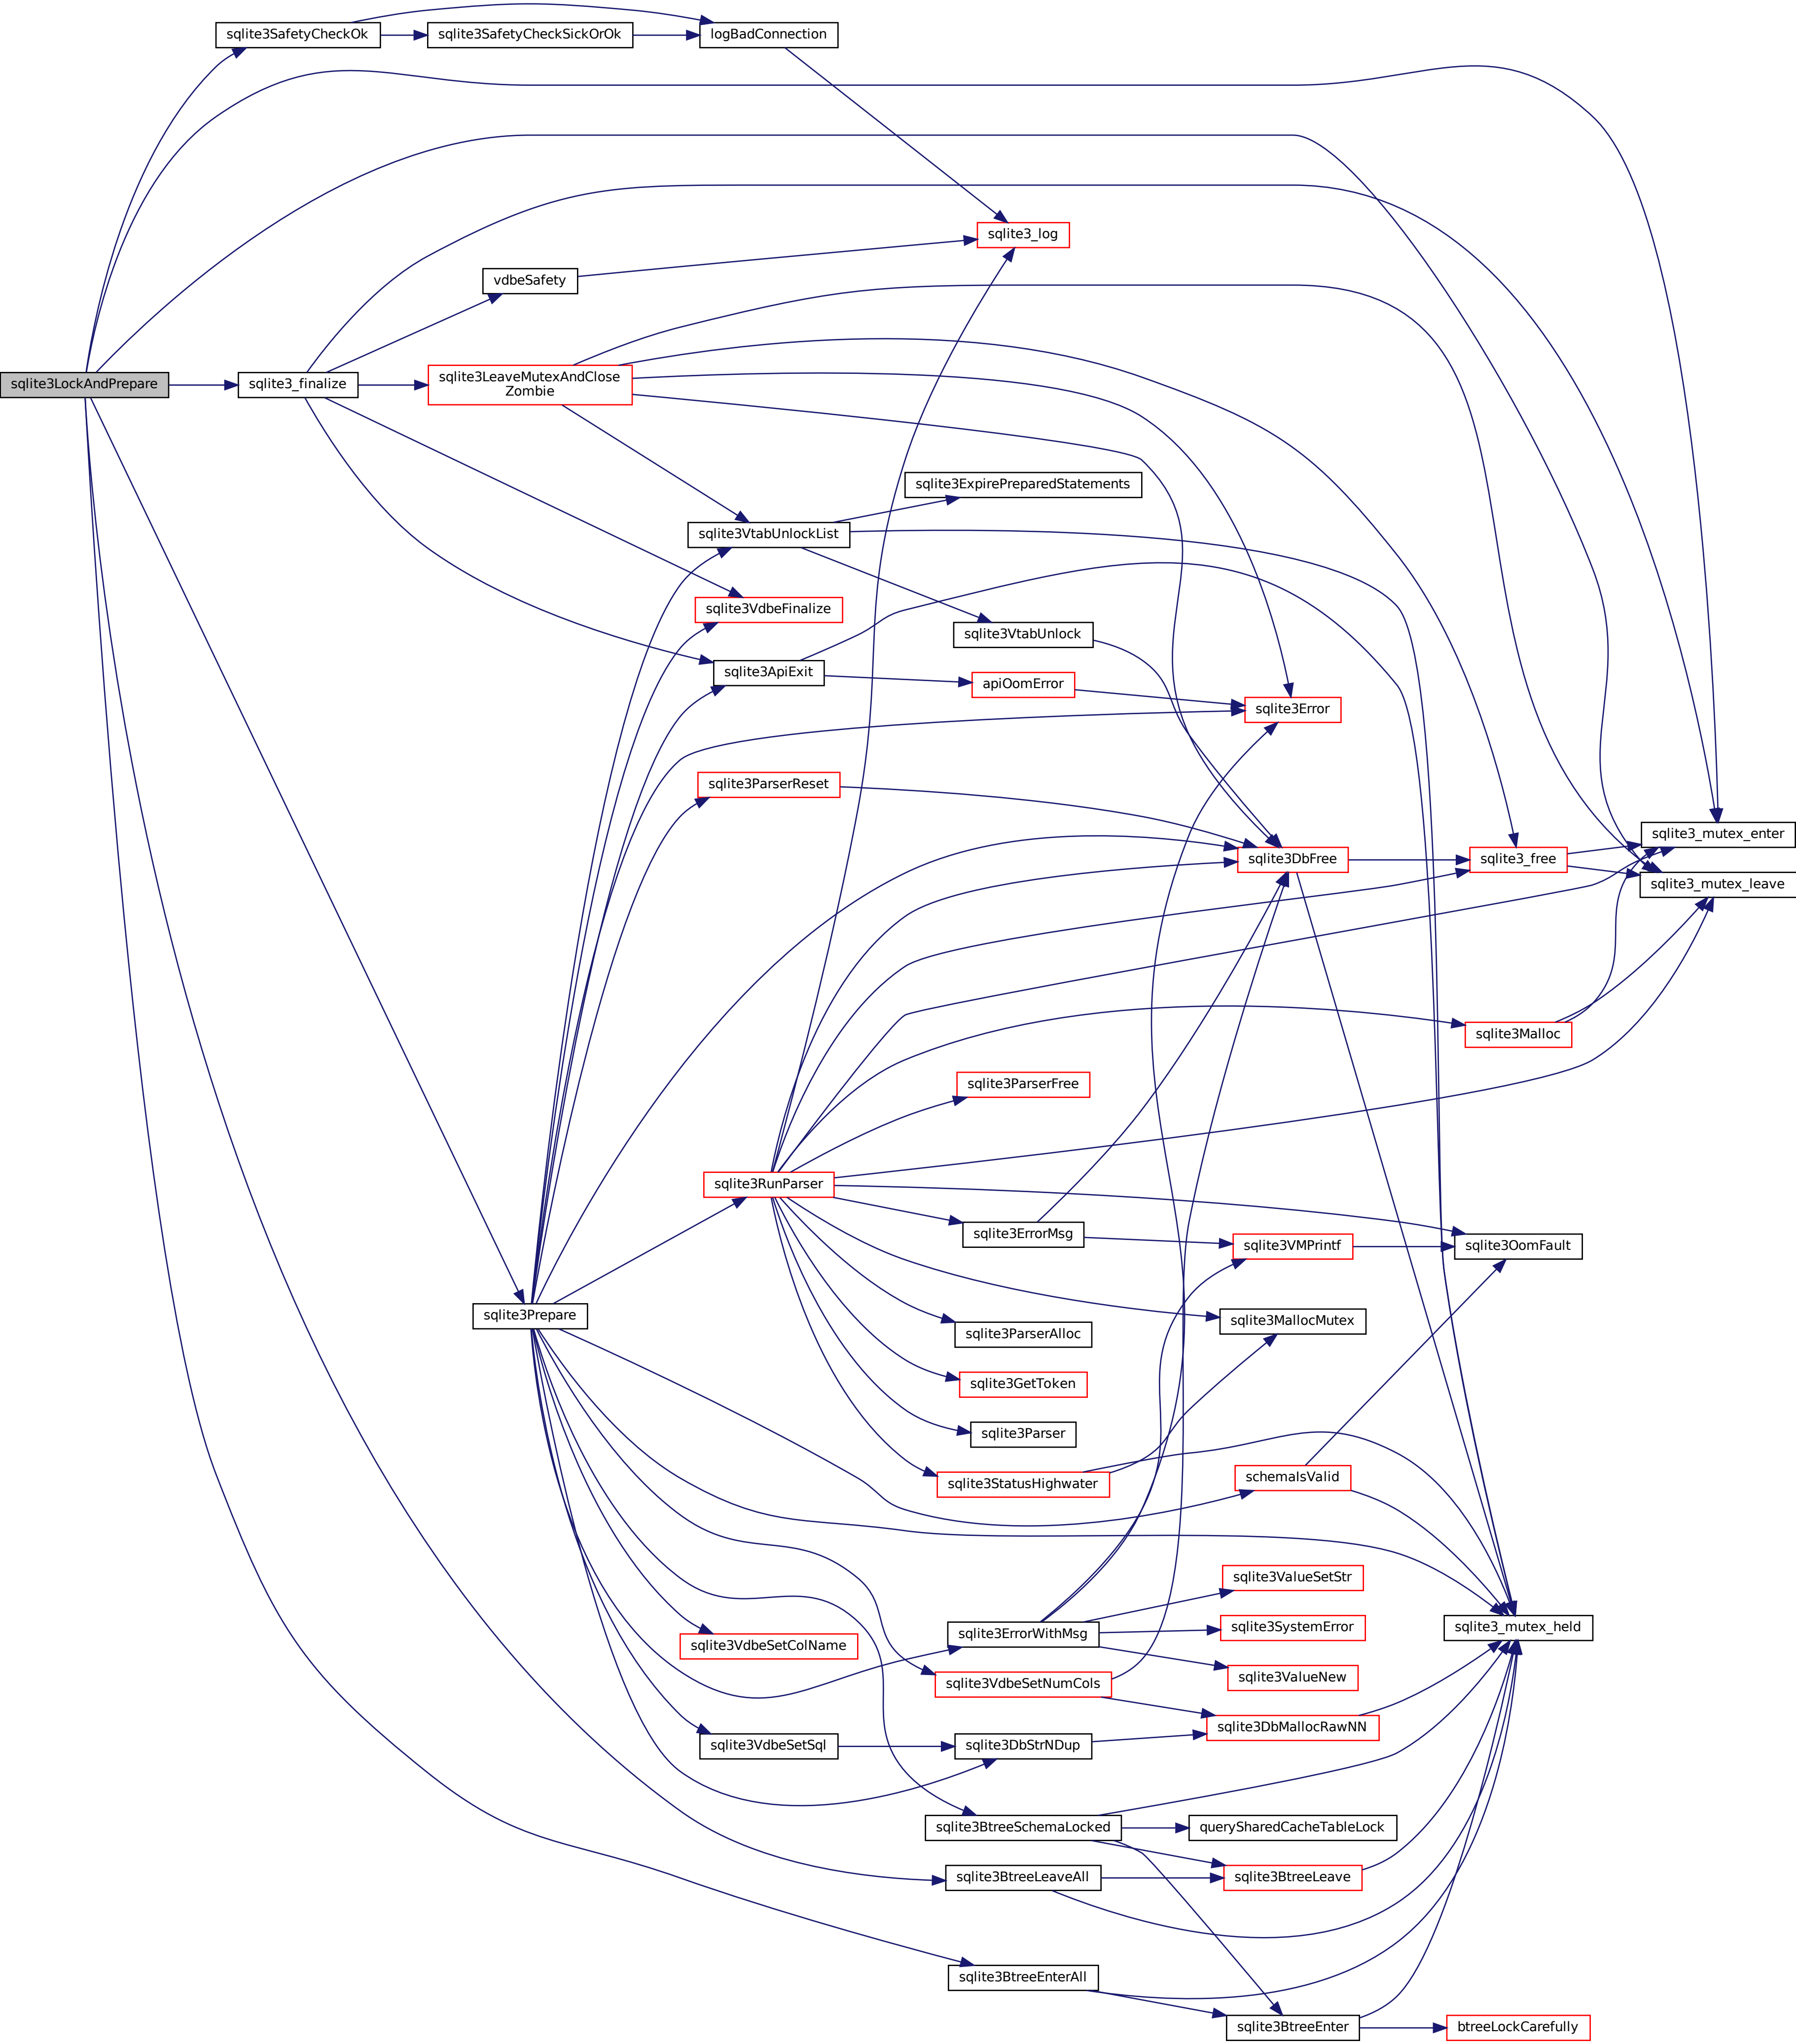 sqlite3SafetyCheckOk
sqlite3SafetyCheckSickOrOk
logBadConnection
sqlite3_log
vdbeSafety
sqlite3LockAndPrepare
sqlite3_finalize
sqlite3LeaveMutexAndClose
Zombie
sqlite3ExpirePreparedStatements
sqlite3VtabUnlockList
sqlite3VdbeFinalize
sqlite3VtabUnlock
sqlite3ApiExit
apiOomError
sqlite3Error
sqlite3ParserReset
sqlite3_mutex_enter
sqlite3DbFree
sqlite3_free
sqlite3_mutex_leave
sqlite3Malloc
sqlite3ParserFree
sqlite3RunParser
sqlite3ErrorMsg
sqlite3VMPrintf
sqlite3OomFault
sqlite3Prepare
sqlite3MallocMutex
sqlite3ParserAlloc
sqlite3GetToken
sqlite3Parser
sqlite3StatusHighwater
schemaIsValid
sqlite3ValueSetStr
sqlite3ErrorWithMsg
sqlite3SystemError
sqlite3_mutex_held
sqlite3VdbeSetColName
sqlite3ValueNew
sqlite3VdbeSetNumCols
sqlite3DbMallocRawNN
sqlite3VdbeSetSql
sqlite3DbStrNDup
sqlite3BtreeSchemaLocked
querySharedCacheTableLock
sqlite3BtreeLeaveAll
sqlite3BtreeLeave
sqlite3BtreeEnterAll
sqlite3BtreeEnter
btreeLockCarefully